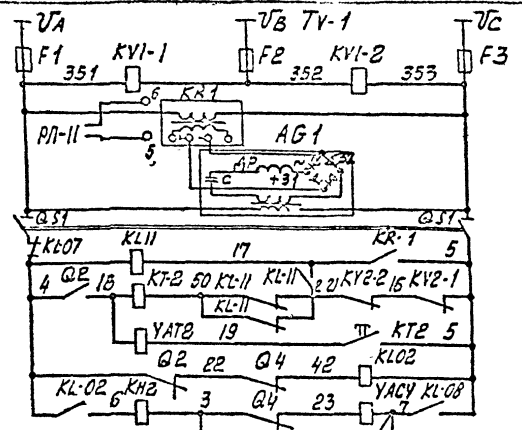 UA UB TV-1 UC
F1 KV1-1 F2 KV1-2 F3
351 352 353
6 KR1
РП-11 AG1
5
ДР
C +31
QS1 QS1
KL07 KL11 17 KR-1 5
4 Q2 18 KT-2 50 KL-11 KL-11 221 KV2-2 15 KV2-1
KL-11
YAT2 19 KT2 5
Q2 22 Q4 42 KL02
KL-02 6 KH2 3 Q4 23 YACY 7 KL-08